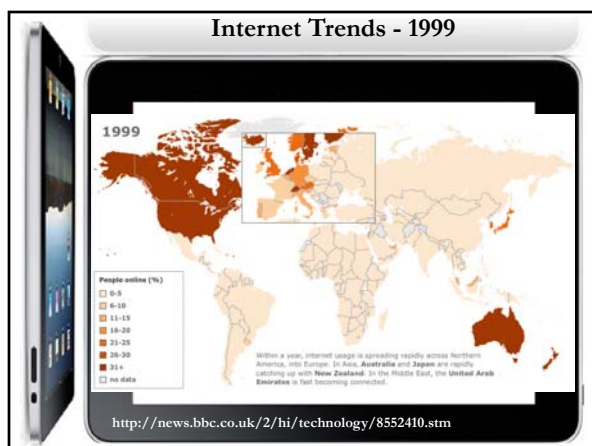 Internet Trends - 1999
1999
People online (%)
0-5
6-10
11-15
16-20
21-25
26-30
31+
no data
Within a year, internet usage is spreading rapidly across Northern
America, into Europe. In Asia, Australia and Japan are rapidly
catching up with New Zealand. In the Middle East, the United Arab
Emirates is fast becoming connected.
http://news.bbc.co.uk/2/hi/technology/8552410.stm